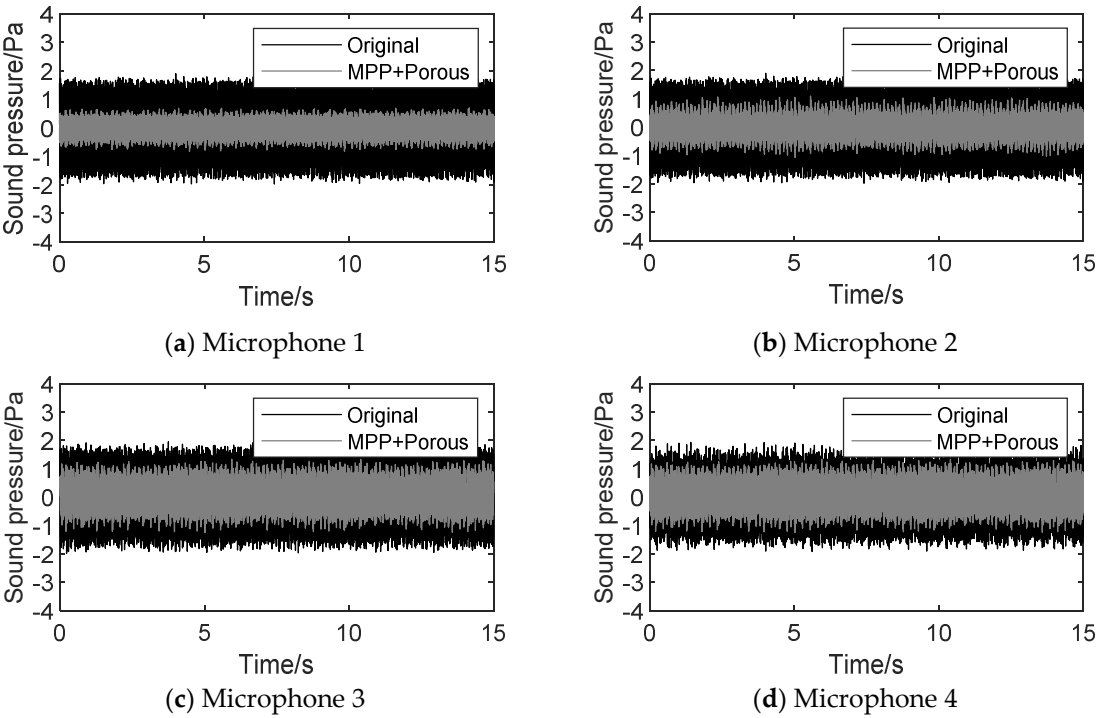 4
3
2
1
0
-1
-2
-3
-4
Sound pressure/Pa
Original
MPP+Porous
0 5 10 15
Time/s
(a) Microphone 1
4
3
2
1
0
-1
-2
-3
-4
Sound pressure/Pa
Original
MPP+Porous
0 5 10 15
Time/s
(b) Microphone 2
4
3
2
1
0
-1
-2
-3
-4
Sound pressure/Pa
Original
MPP+Porous
0 5 10 15
Time/s
(c) Microphone 3
4
3
2
1
0
-1
-2
-3
-4
Sound pressure/Pa
Original
MPP+Porous
0 5 10 15
Time/s
(d) Microphone 4